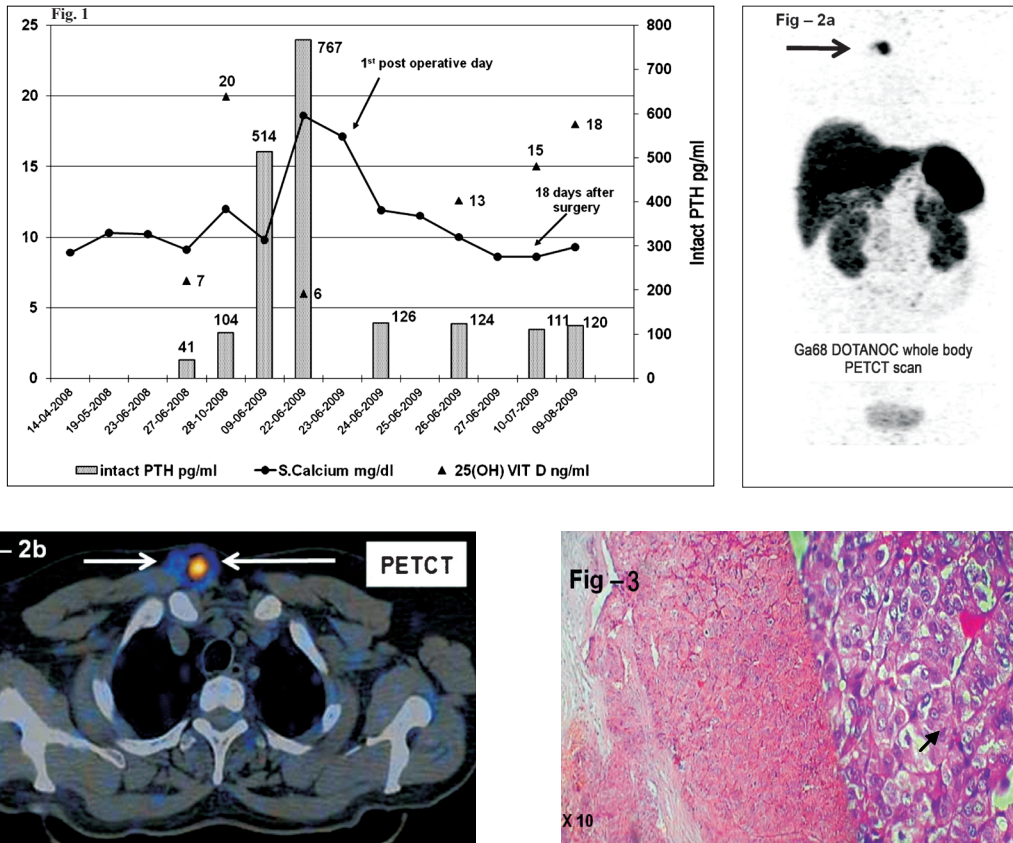 Fig. 1
25
20
15
10
5
0
800
700
600
500
400
300
200
100
0
Intact PTH pg/ml
767
1st post operative day
20
514
15
18
13
18 days after
surgery
7
6
41
104
126
124
111
120
14-04-2008
19-05-2008
23-06-2008
27-06-2008
28-10-2008
09-06-2009
22-06-2009
23-06-2009
24-06-2009
25-06-2009
26-06-2009
27-06-2009
10-07-2009
09-08-2009
intact PTH pg/ml
S.Calcium mg/dl
25(OH) VIT D ng/ml
Fig – 2a
Ga68 DOTANOC whole body
PETCT scan
– 2b
PETCT
Fig – 3
X 10